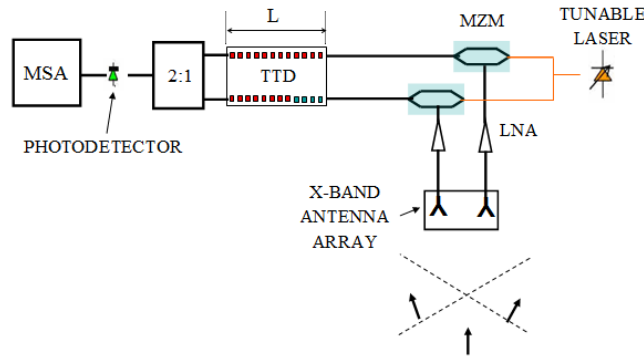 L
MZM
TUNABLE
LASER
MSA
2:1
TTD
PHOTODETECTOR
LNA
X-BAND
ANTENNA
ARRAY